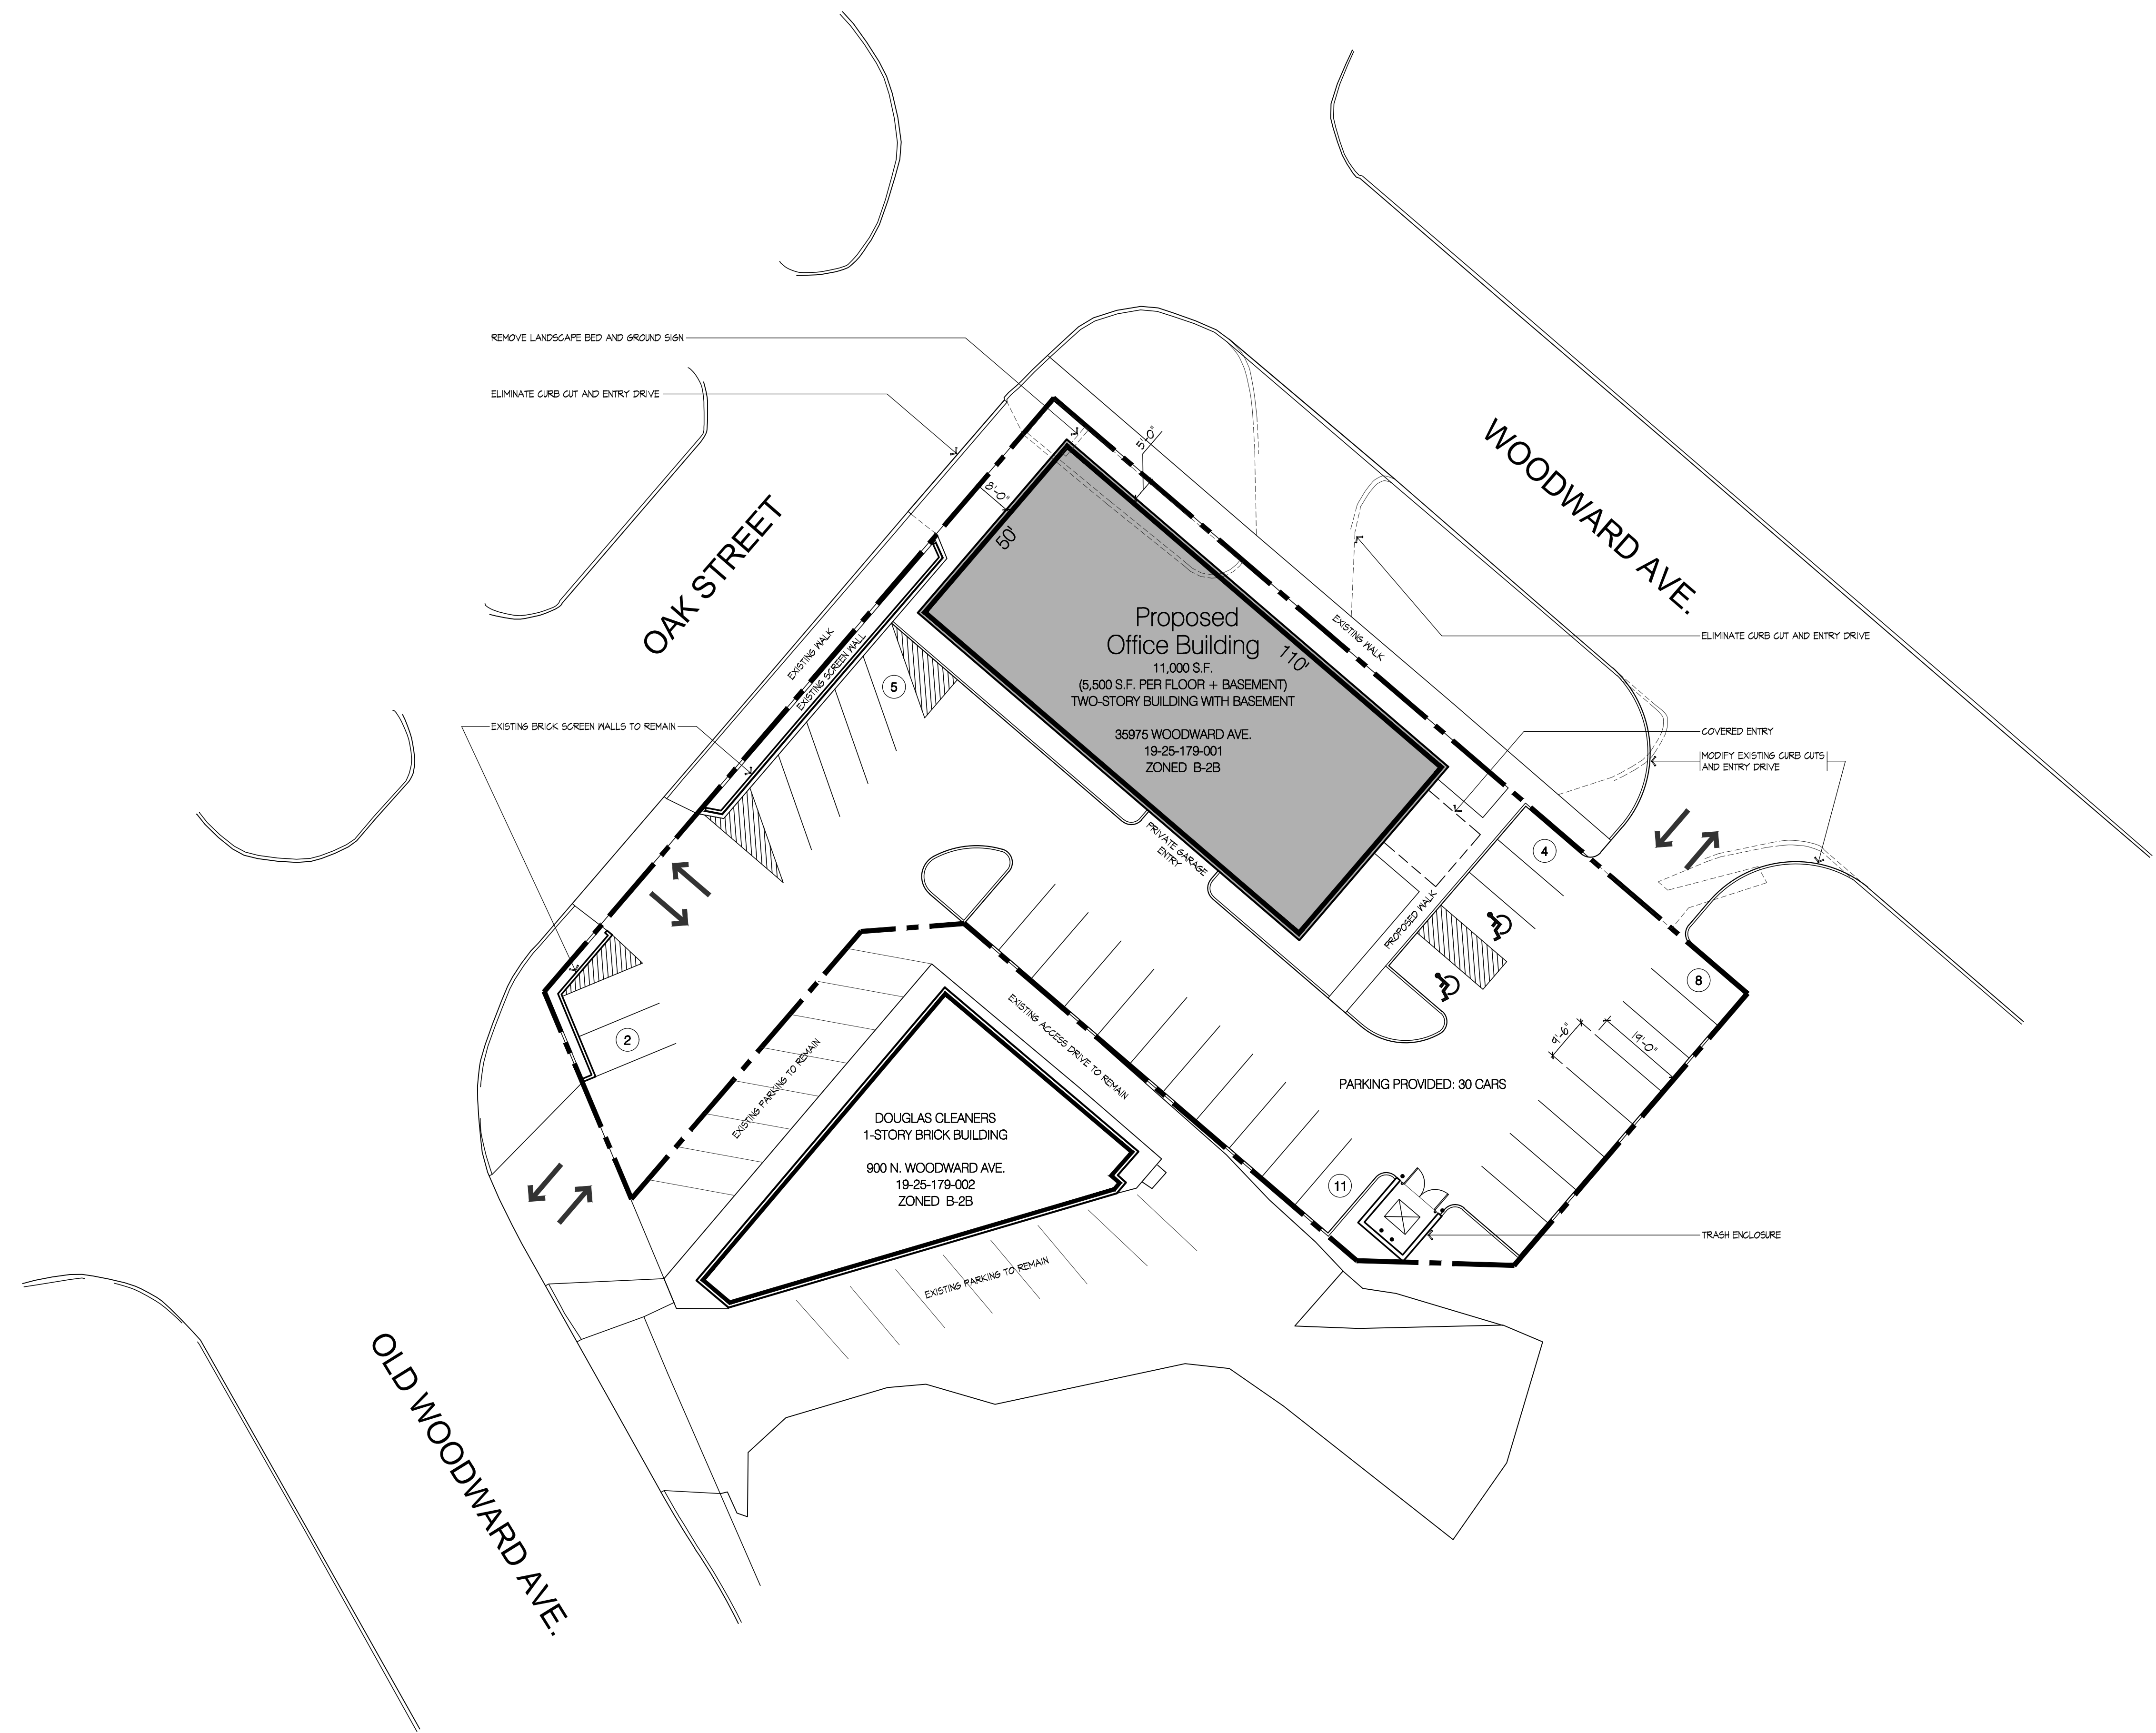 REMOVE LANDSCAPE BED AND GROUND SIGN
ELIMINATE CURB CUT AND ENTRY DRIVE
OAK STREET
WOODWARD AVE.
5'-0"
8'-0"
50'
110'
EXISTING WALK
EXISTING SCREEN WALL
EXISTING WALK
Proposed
Office Building
11,000 S.F.
(5,500 S.F. PER FLOOR + BASEMENT)
TWO-STORY BUILDING WITH BASEMENT
35975 WOODWARD AVE.
19-25-179-001
ZONED B-2B
ELIMINATE CURB CUT AND ENTRY DRIVE
5
EXISTING BRICK SCREEN WALLS TO REMAIN
COVERED ENTRY
MODIFY EXISTING CURB CUTS
AND ENTRY DRIVE
PRIVATE GARAGE
ENTRY
4
PROPOSED WALK
8
2
9'-6"
19'-0"
EXISTING PARKING TO REMAIN
EXISTING ACCESS DRIVE TO REMAIN
PARKING PROVIDED: 30 CARS
DOUGLAS CLEANERS
1-STORY BRICK BUILDING
900 N. WOODWARD AVE.
19-25-179-002
ZONED B-2B
11
TRASH ENCLOSURE
EXISTING PARKING TO REMAIN
OLD WOODWARD AVE.